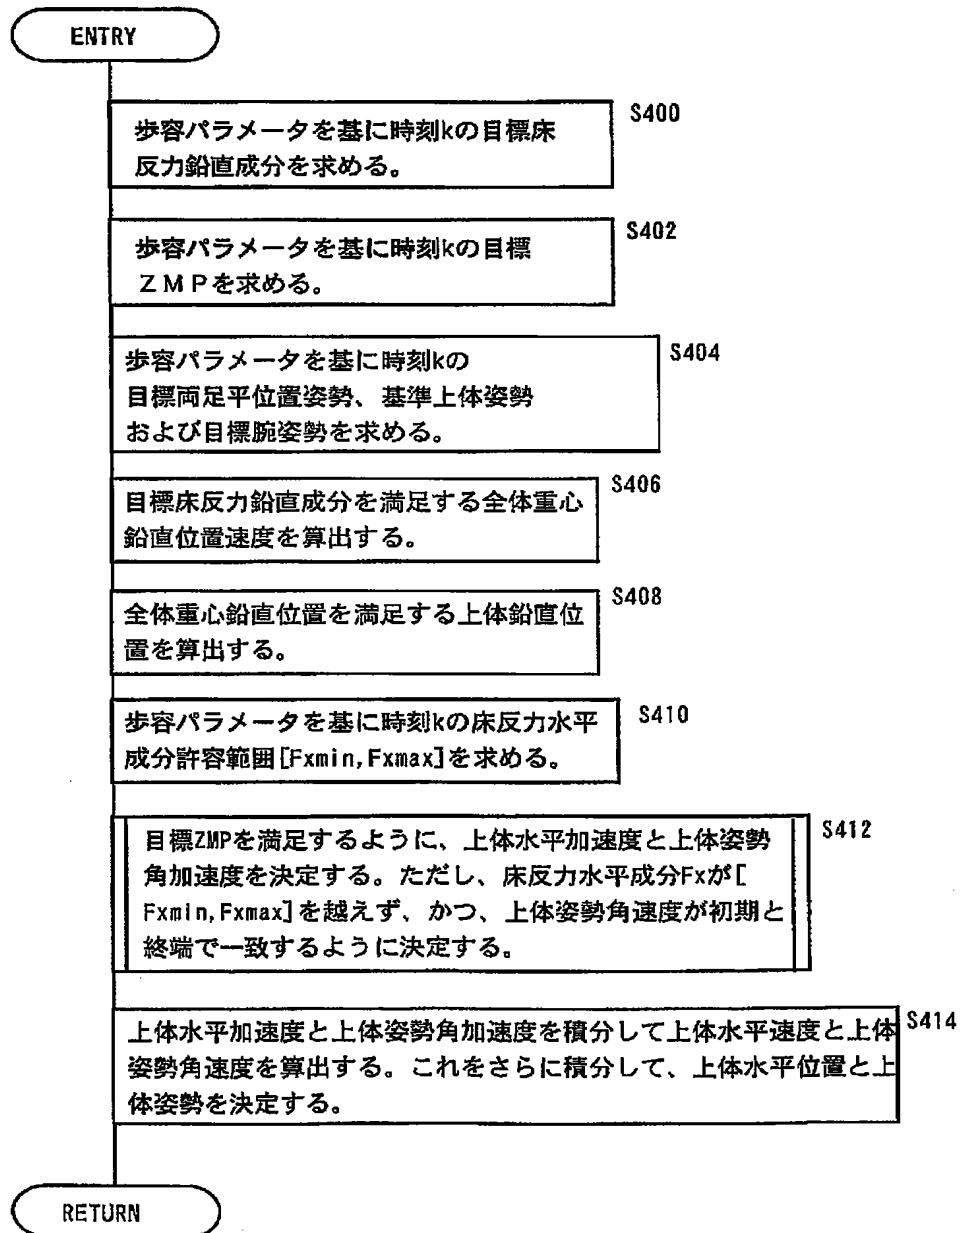 ENTRY
S400
歩容パラメータを基に時刻kの目標床
反力鉛直成分を求める。
S402
歩容パラメータを基に時刻kの目標
ZMPを求める。
S404
歩容パラメータを基に時刻kの
目標両足平位置姿勢、基準上体姿勢
および目標腕姿勢を求める。
S406
目標床反力鉛直成分を満足する全体重心
鉛直位置速度を算出する。
S408
全体重心鉛直位置を満足する上体鉛直位
置を算出する。
S410
歩容パラメータを基に時刻kの床反力水平
成分許容範囲[Fxmin,Fxmax]を求める。
S412
目標ZMPを満足するように、上体水平加速度と上体姿勢
角加速度を決定する。ただし、床反力水平成分Fxが[
Fxmin,Fxmax]を越えず、かつ、上体姿勢角速度が初期と
終端で一致するように決定する。
S414
上体水平加速度と上体姿勢角加速度を積分して上体水平速度と上体
姿勢角速度を算出する。これをさらに積分して、上体水平位置と上
体姿勢を決定する。
RETURN